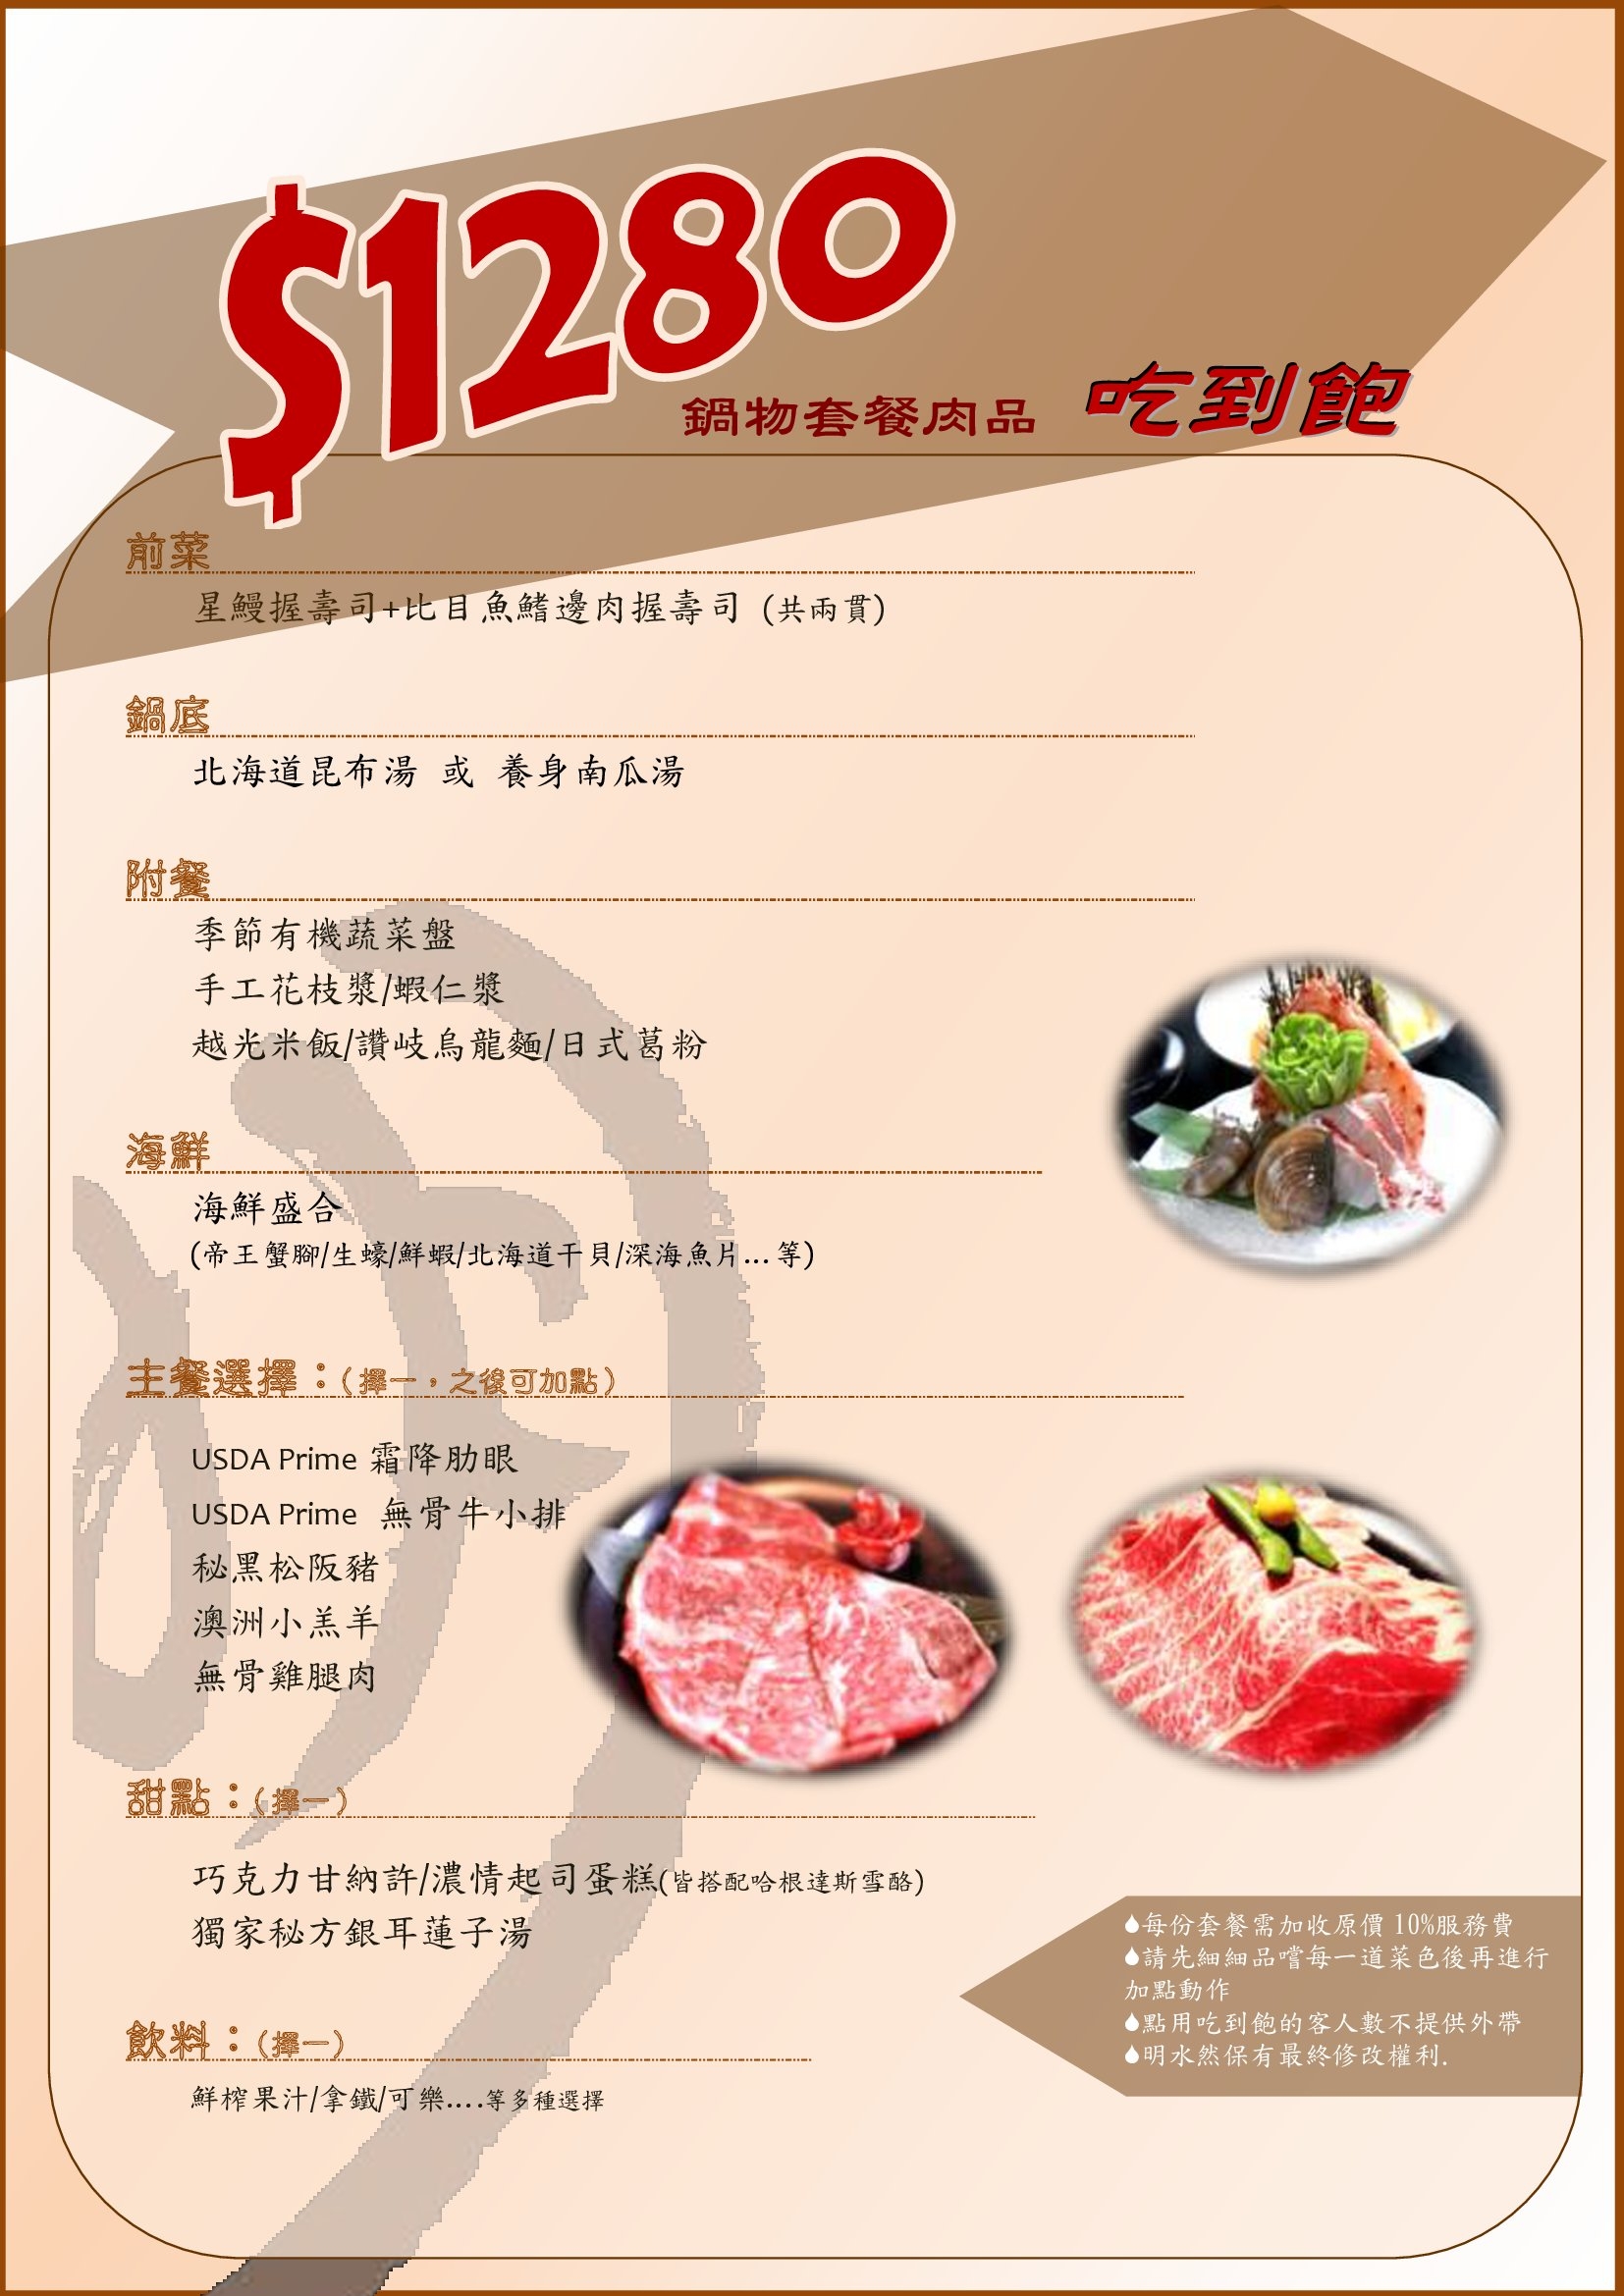 $1280
鍋物套餐肉品 吃到飽
前菜
星鰻握壽司+比目魚鰭邊肉握壽司 (共兩貫)
鍋底
北海道昆布湯 或 養身南瓜湯
附餐
季節有機蔬菜盤
手工花枝漿/蝦仁漿
越光米飯/讚岐烏龍麵/日式葛粉
海鮮
海鮮盛合
(帝王蟹腳/生蠔/鮮蝦/北海道干貝/深海魚片...等)
主餐選擇：(擇一，之後可加點)
USDA Prime 霜降肋眼
USDA Prime 無骨牛小排
秘黑松阪豬
澳洲小羔羊
無骨雞腿肉
甜點：(擇一)
巧克力甘納許/濃情起司蛋糕(皆搭配哈根達斯雪酪)
獨家秘方銀耳蓮子湯
飲料：(擇一)
鮮榨果汁/拿鐵/可樂....等多種選擇
每份套餐需加收原價 10%服務費
請先細細品嚐每一道菜色後再進行
加點動作
點用吃到飽的客人數不提供外帶
明水然保有最終修改權利.